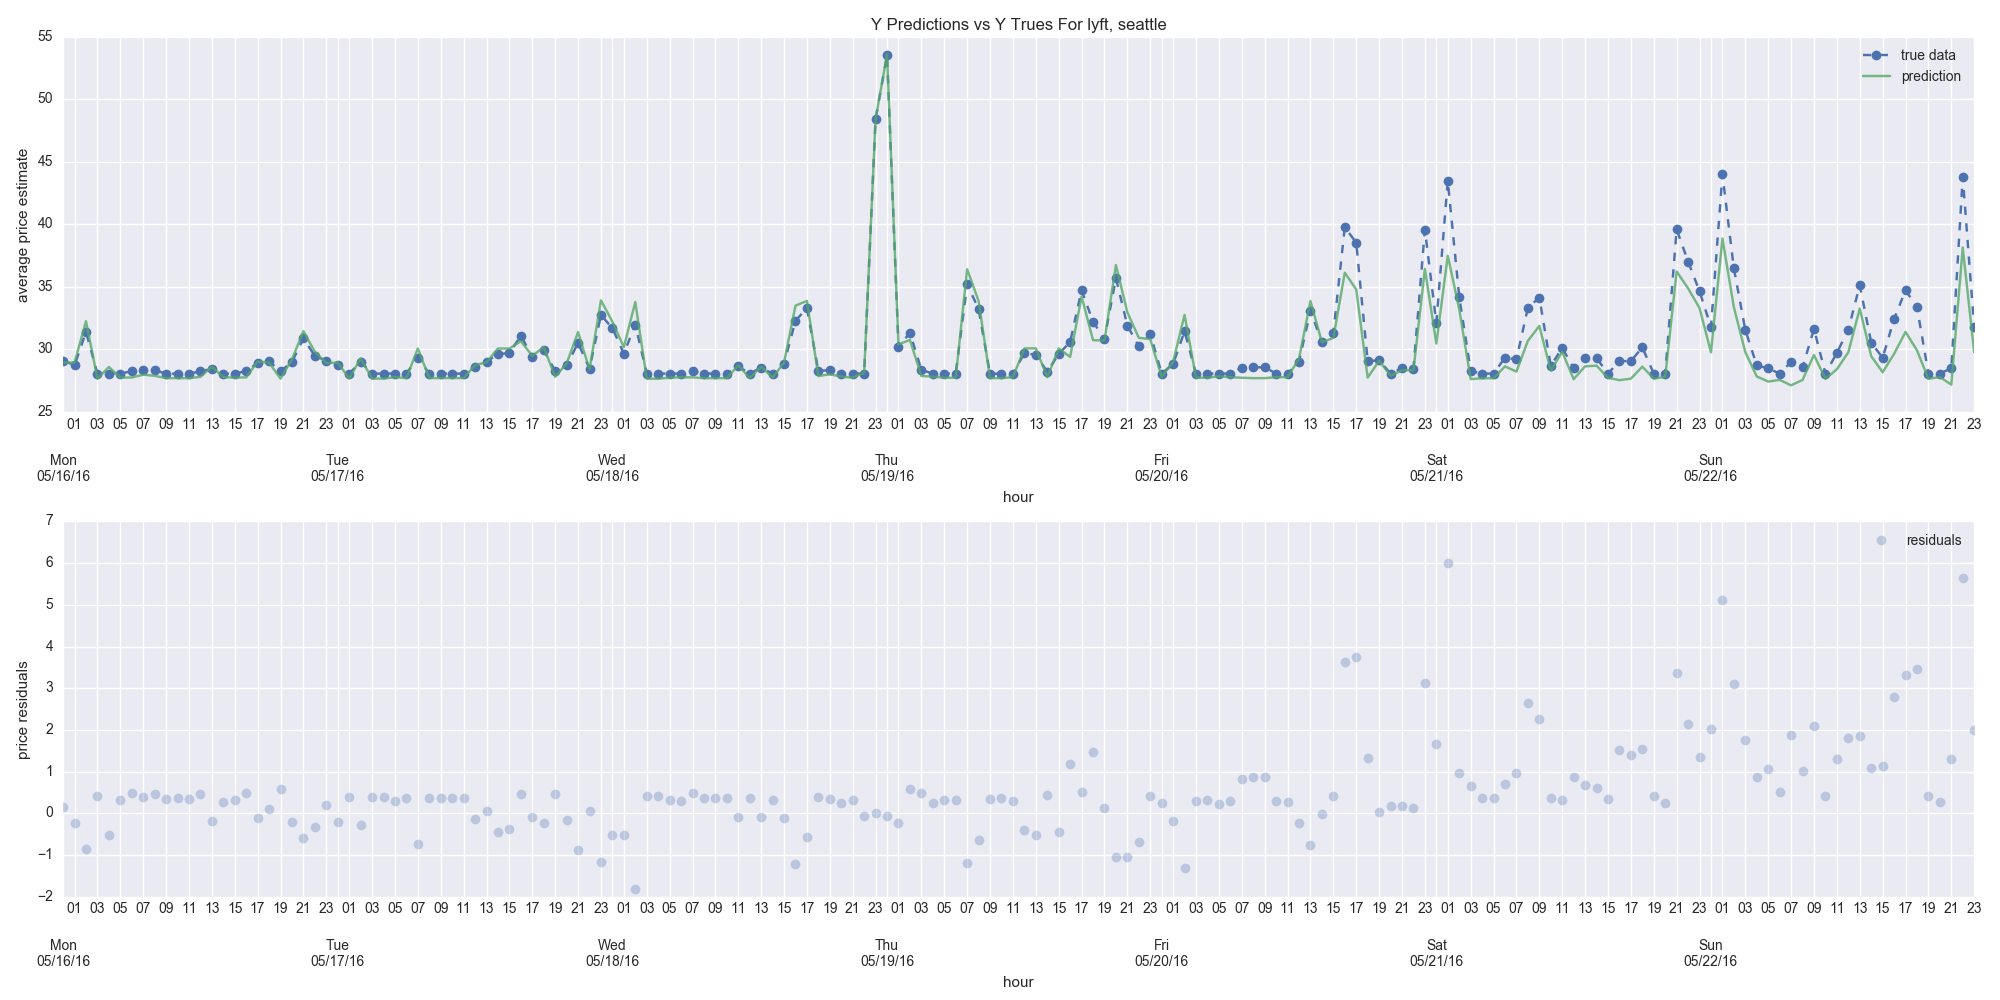 Y Predictions vs Y Trues For lyft, seattle
55
50
45
40
35
30
25
average price estimate
true data
prediction
01 03 05 07 09 11 13 15 17 19 21 23 01 03 05 07 09 11 13 15 17 19 21 23 01 03 05 07 09 11 13 15 17 19 21 23 01 03 05 07 09 11 13 15 17 19 21 23 01 03 05 07 09 11 13 15 17 19 21 23 01 03 05 07 09 11 13 15 17 19 21 23 01 03 05 07 09 11 13 15 17 19 21 23
Mon Tue Wed Thu Fri Sat Sun
05/16/16 05/17/16 05/18/16 05/19/16 05/20/16 05/21/16 05/22/16
hour
7
6
5
4
3
2
1
0
−1
−2
price residuals
residuals
01 03 05 07 09 11 13 15 17 19 21 23 01 03 05 07 09 11 13 15 17 19 21 23 01 03 05 07 09 11 13 15 17 19 21 23 01 03 05 07 09 11 13 15 17 19 21 23 01 03 05 07 09 11 13 15 17 19 21 23 01 03 05 07 09 11 13 15 17 19 21 23 01 03 05 07 09 11 13 15 17 19 21 23
Mon Tue Wed Thu Fri Sat Sun
05/16/16 05/17/16 05/18/16 05/19/16 05/20/16 05/21/16 05/22/16
hour